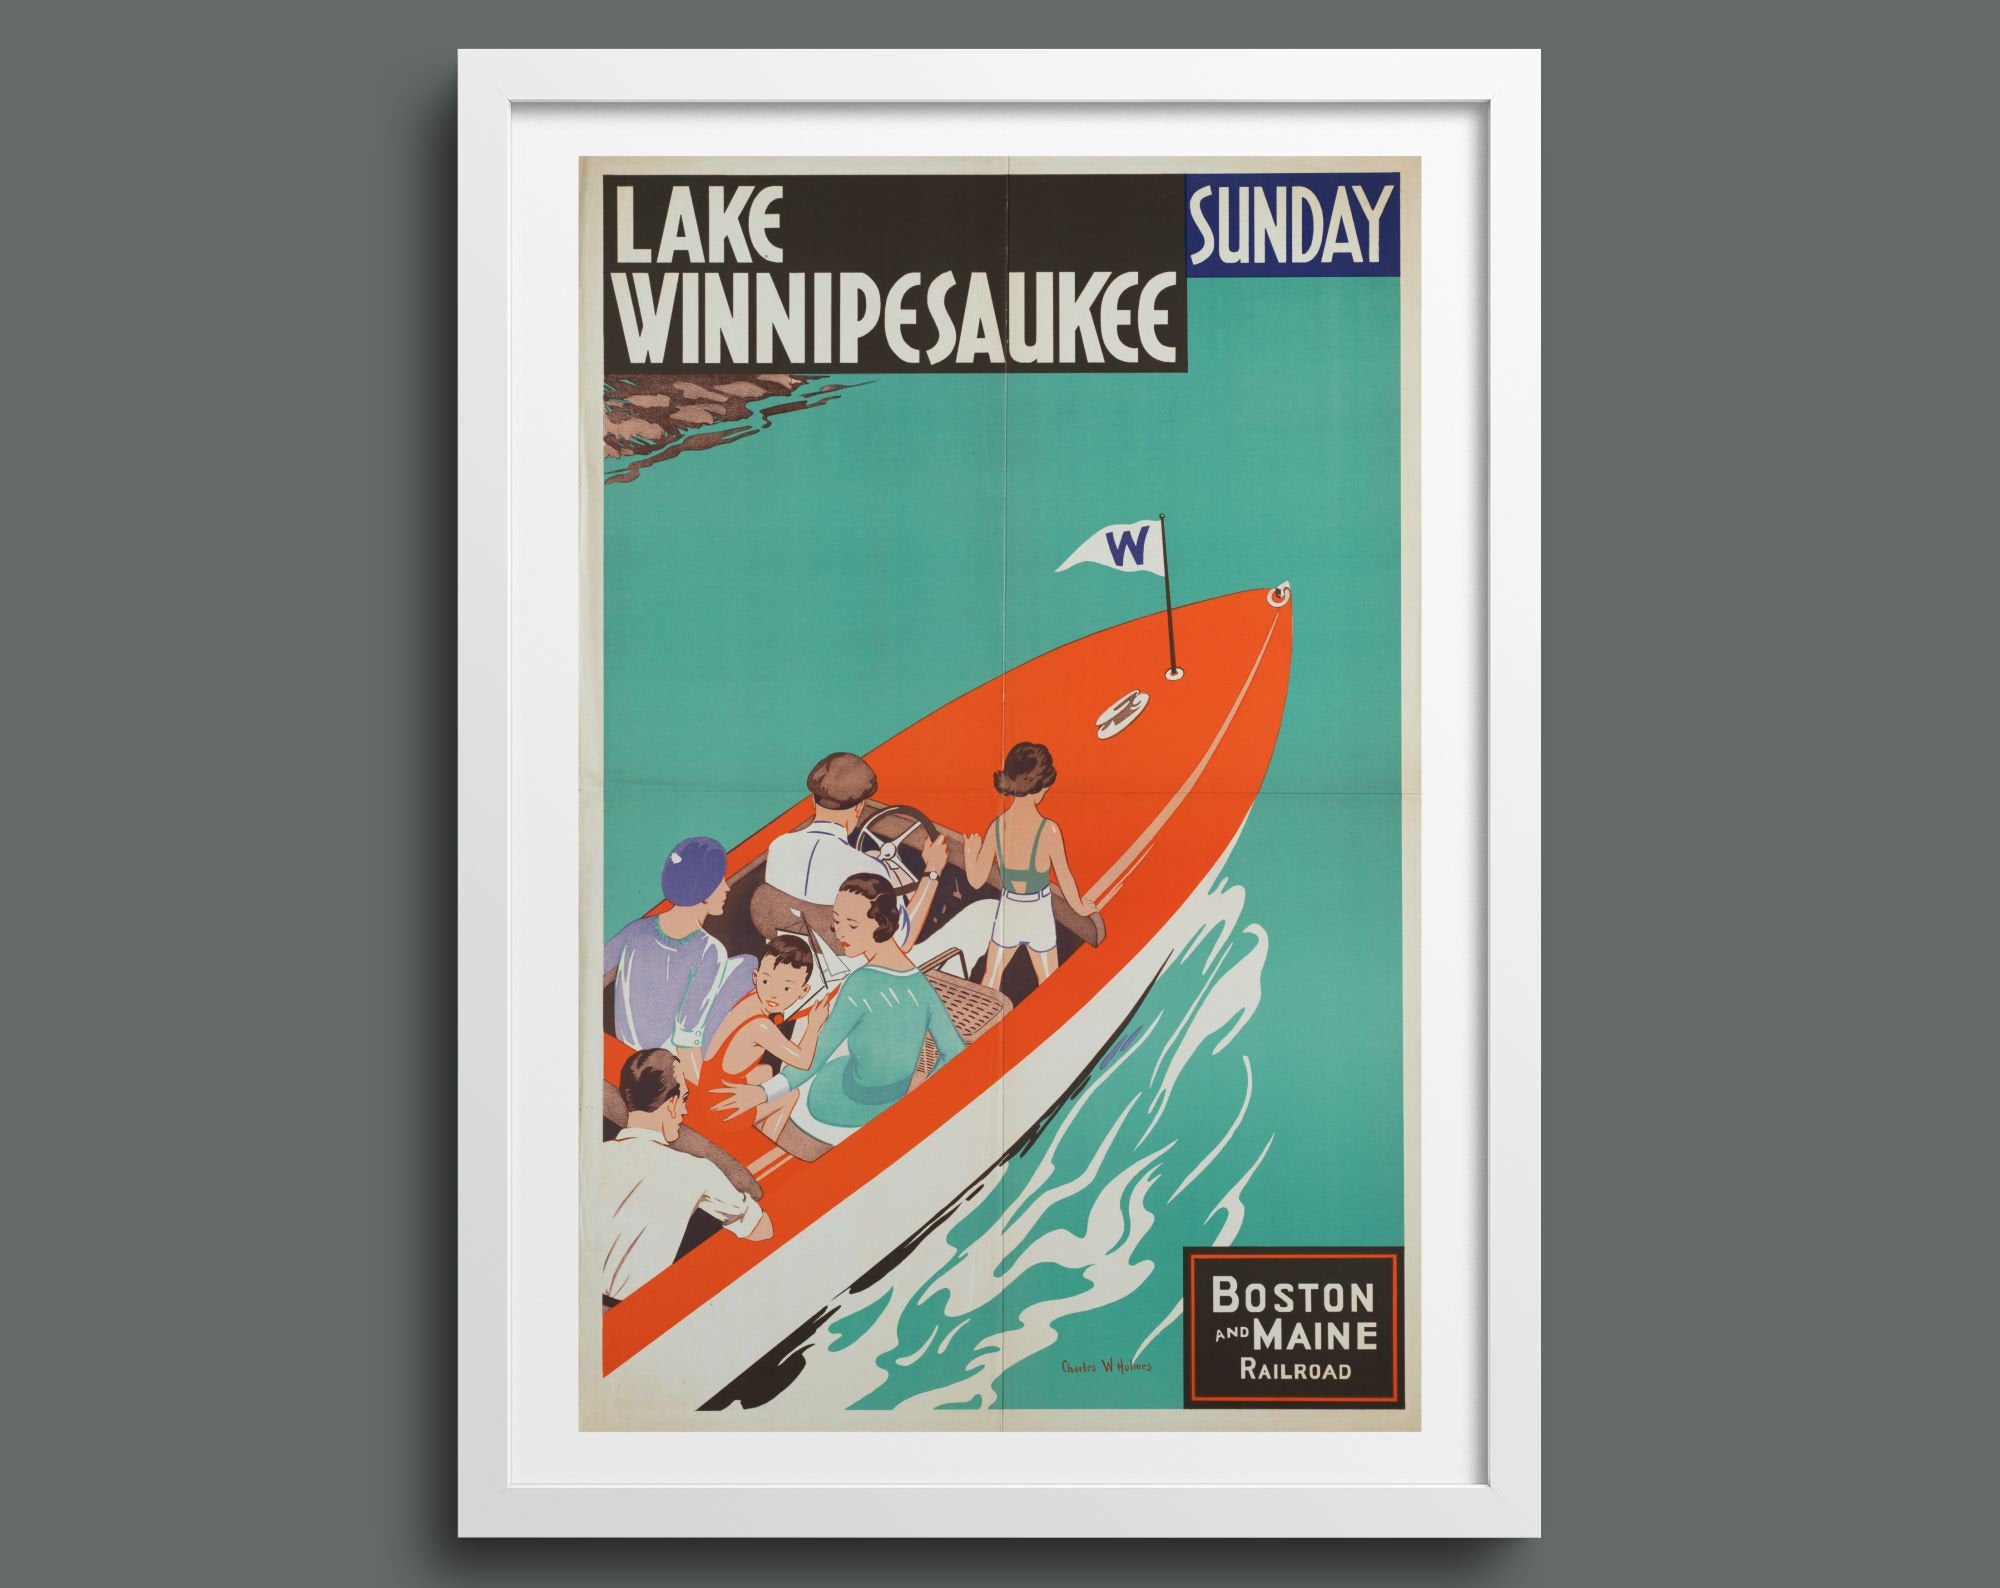 LAKE
WINNIPESAUKEE
SUNDAY
W
Charles W Holmes
BOSTON
AND MAINE
RAILROAD